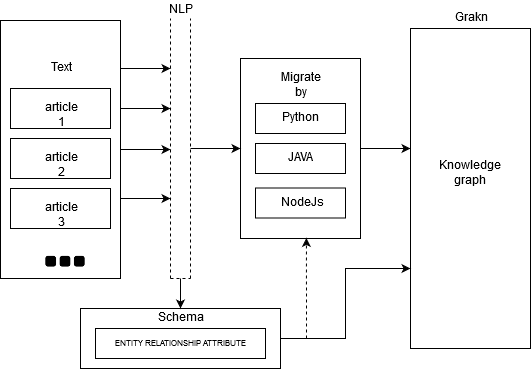 NLP
Grakn
Text
article
1
article
2
article
3
Migrate
by
Python
JAVA
NodeJs
Knowledge
graph
Schema
ENTITY RELATIONSHIP ATTRIBUTE